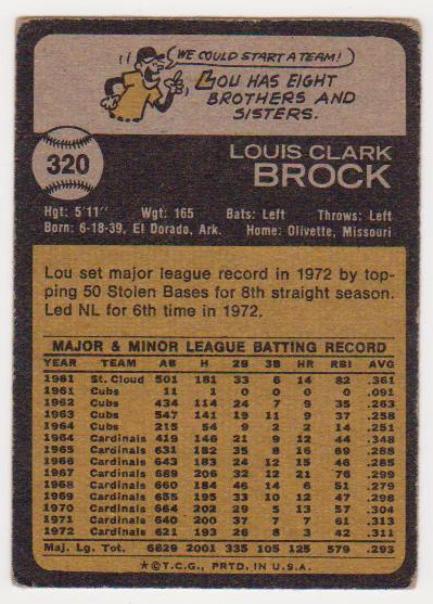 WE COULD START A TEAM!
LOU HAS EIGHT
BROTHERS AND
SISTERS.
320
LOUIS CLARK
BROCK
Hgt: 5'11" Wgt: 165 Bats: Left Throws: Left
Born: 6-18-39, El Dorado, Ark. Home: Olivette, Missouri
Lou set major league record in 1972 by top-
ping 50 Stolen Bases for 8th straight season.
Led NL for 6th time in 1972.
MAJOR & MINOR LEAGUE BATTING RECORD
YEAR TEAM AB H 2B 3B HR RBI AVG
1961 St. Cloud 501 181 33 6 14 82 .361
1961 Cubs 11 1 0 0 0 0 .091
1962 Cubs 434 114 24 7 9 35 .263
1963 Cubs 547 141 19 11 9 37 .258
1964 Cubs 215 54 9 2 2 14 .251
1964 Cardinals 419 146 21 9 12 44 .348
1965 Cardinals 631 182 35 8 16 69 .288
1966 Cardinals 643 183 24 12 15 46 .285
1967 Cardinals 689 206 32 12 21 76 .299
1968 Cardinals 660 184 46 14 6 51 .279
1969 Cardinals 655 195 33 10 12 47 .298
1970 Cardinals 664 202 29 5 13 57 .304
1971 Cardinals 640 200 37 7 7 61 .313
1972 Cardinals 621 193 26 8 3 42 .311
Maj. Lg. Tot. 6829 2001 335 105 125 579 .293
★©T.C.G., PRTD. IN U.S.A.